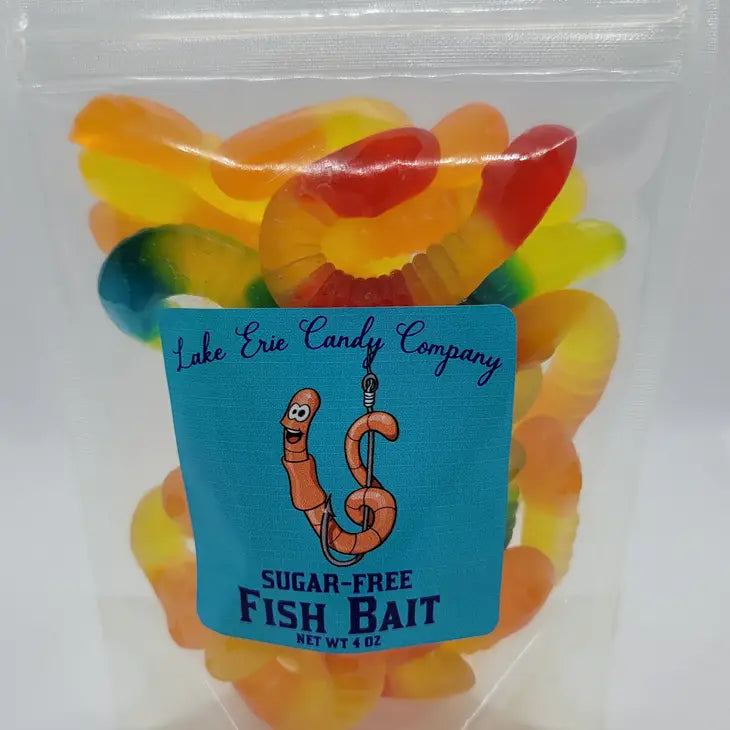 Lake Erie Candy Company
SUGAR-FREE
FISH BAIT
NET WT 4 OZ